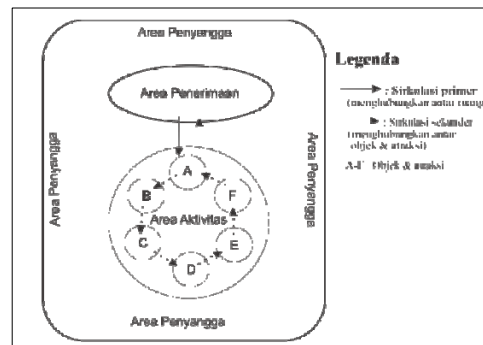 Area Penyangga
Area Penerimaan
Area Penyangga
Area Penyangga
A
B
F
Area Aktivitas
C
E
D
Area Penyangga
Legenda
: Sirkulasi primer
(menghubungkan antar ruang)
: Sirkulasi sekunder
(menghubungkan antar
objek & atraksi)
A-F Objek & atraksi